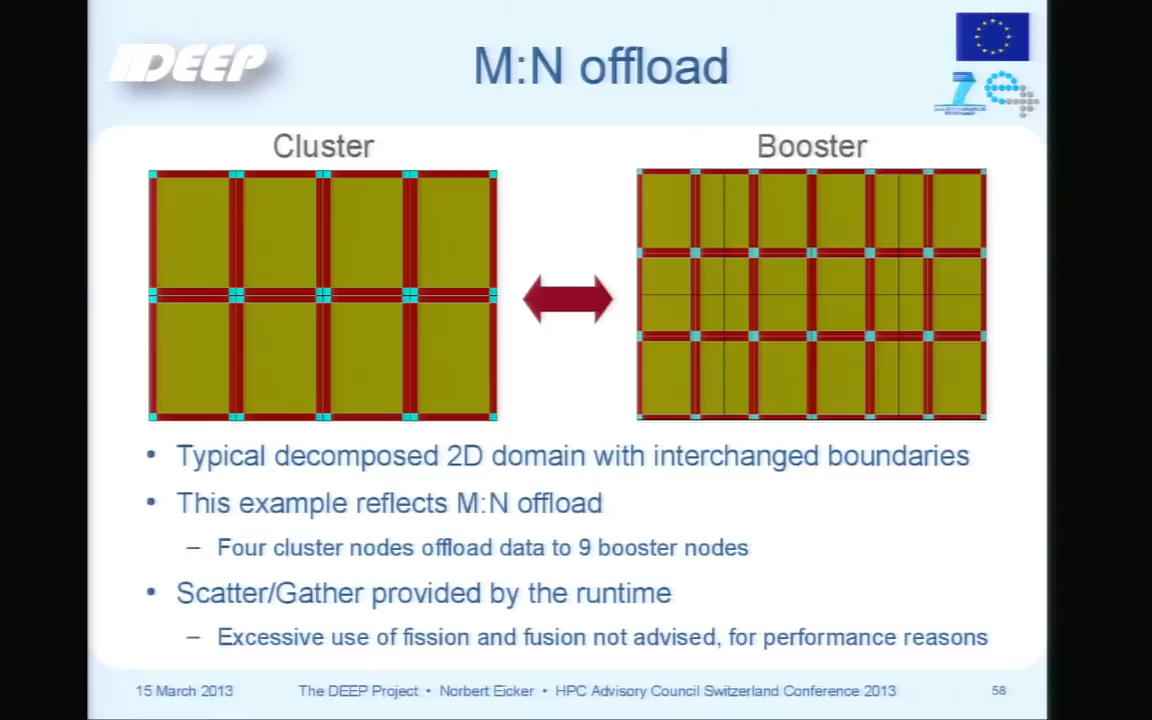 DEEP
M:N offload
Cluster
Booster
• Typical decomposed 2D domain with interchanged boundaries
• This example reflects M:N offload
– Four cluster nodes offload data to 9 booster nodes
• Scatter/Gather provided by the runtime
– Excessive use of fission and fusion not advised, for performance reasons
15 March 2013
The DEEP Project • Norbert Eicker • HPC Advisory Council Switzerland Conference 2013
58